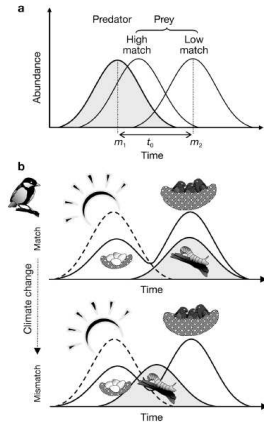 a
Predator
Prey
High match
Low match
Abundance
m₁
t₀
m₂
Time
b
Match
Time
Climate change
Mismatch
Time